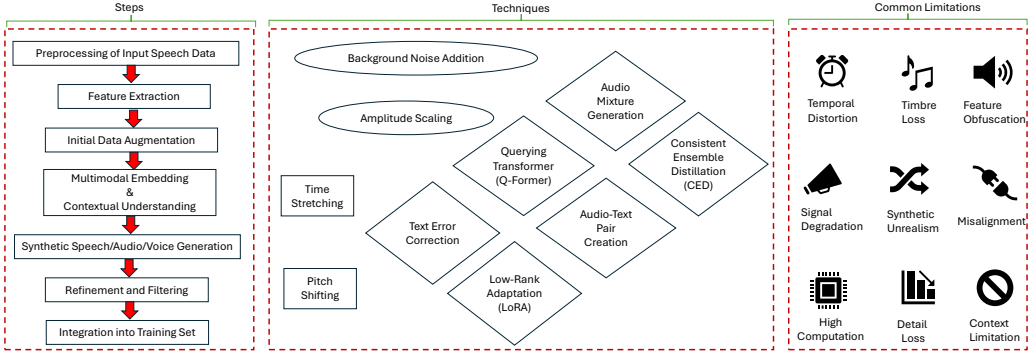 Steps
Preprocessing of Input Speech Data
Feature Extraction
Initial Data Augmentation
Multimodal Embedding
&
Contextual Understanding
Synthetic Speech/Audio/Voice Generation
Refinement and Filtering
Integration into Training Set
Techniques
Background Noise Addition
Amplitude Scaling
Time
Stretching
Pitch
Shifting
Audio
Mixture
Generation
Querying
Transformer
(Q-Former)
Consistent
Ensemble
Distillation
(CED)
Text Error
Correction
Audio-Text
Pair
Creation
Low-Rank
Adaptation
(LoRA)
Common Limitations
Temporal
Distortion
Timbre
Loss
Feature
Obfuscation
Signal
Degradation
Synthetic
Unrealism
Misalignment
High
Computation
Detail
Loss
Context
Limitation